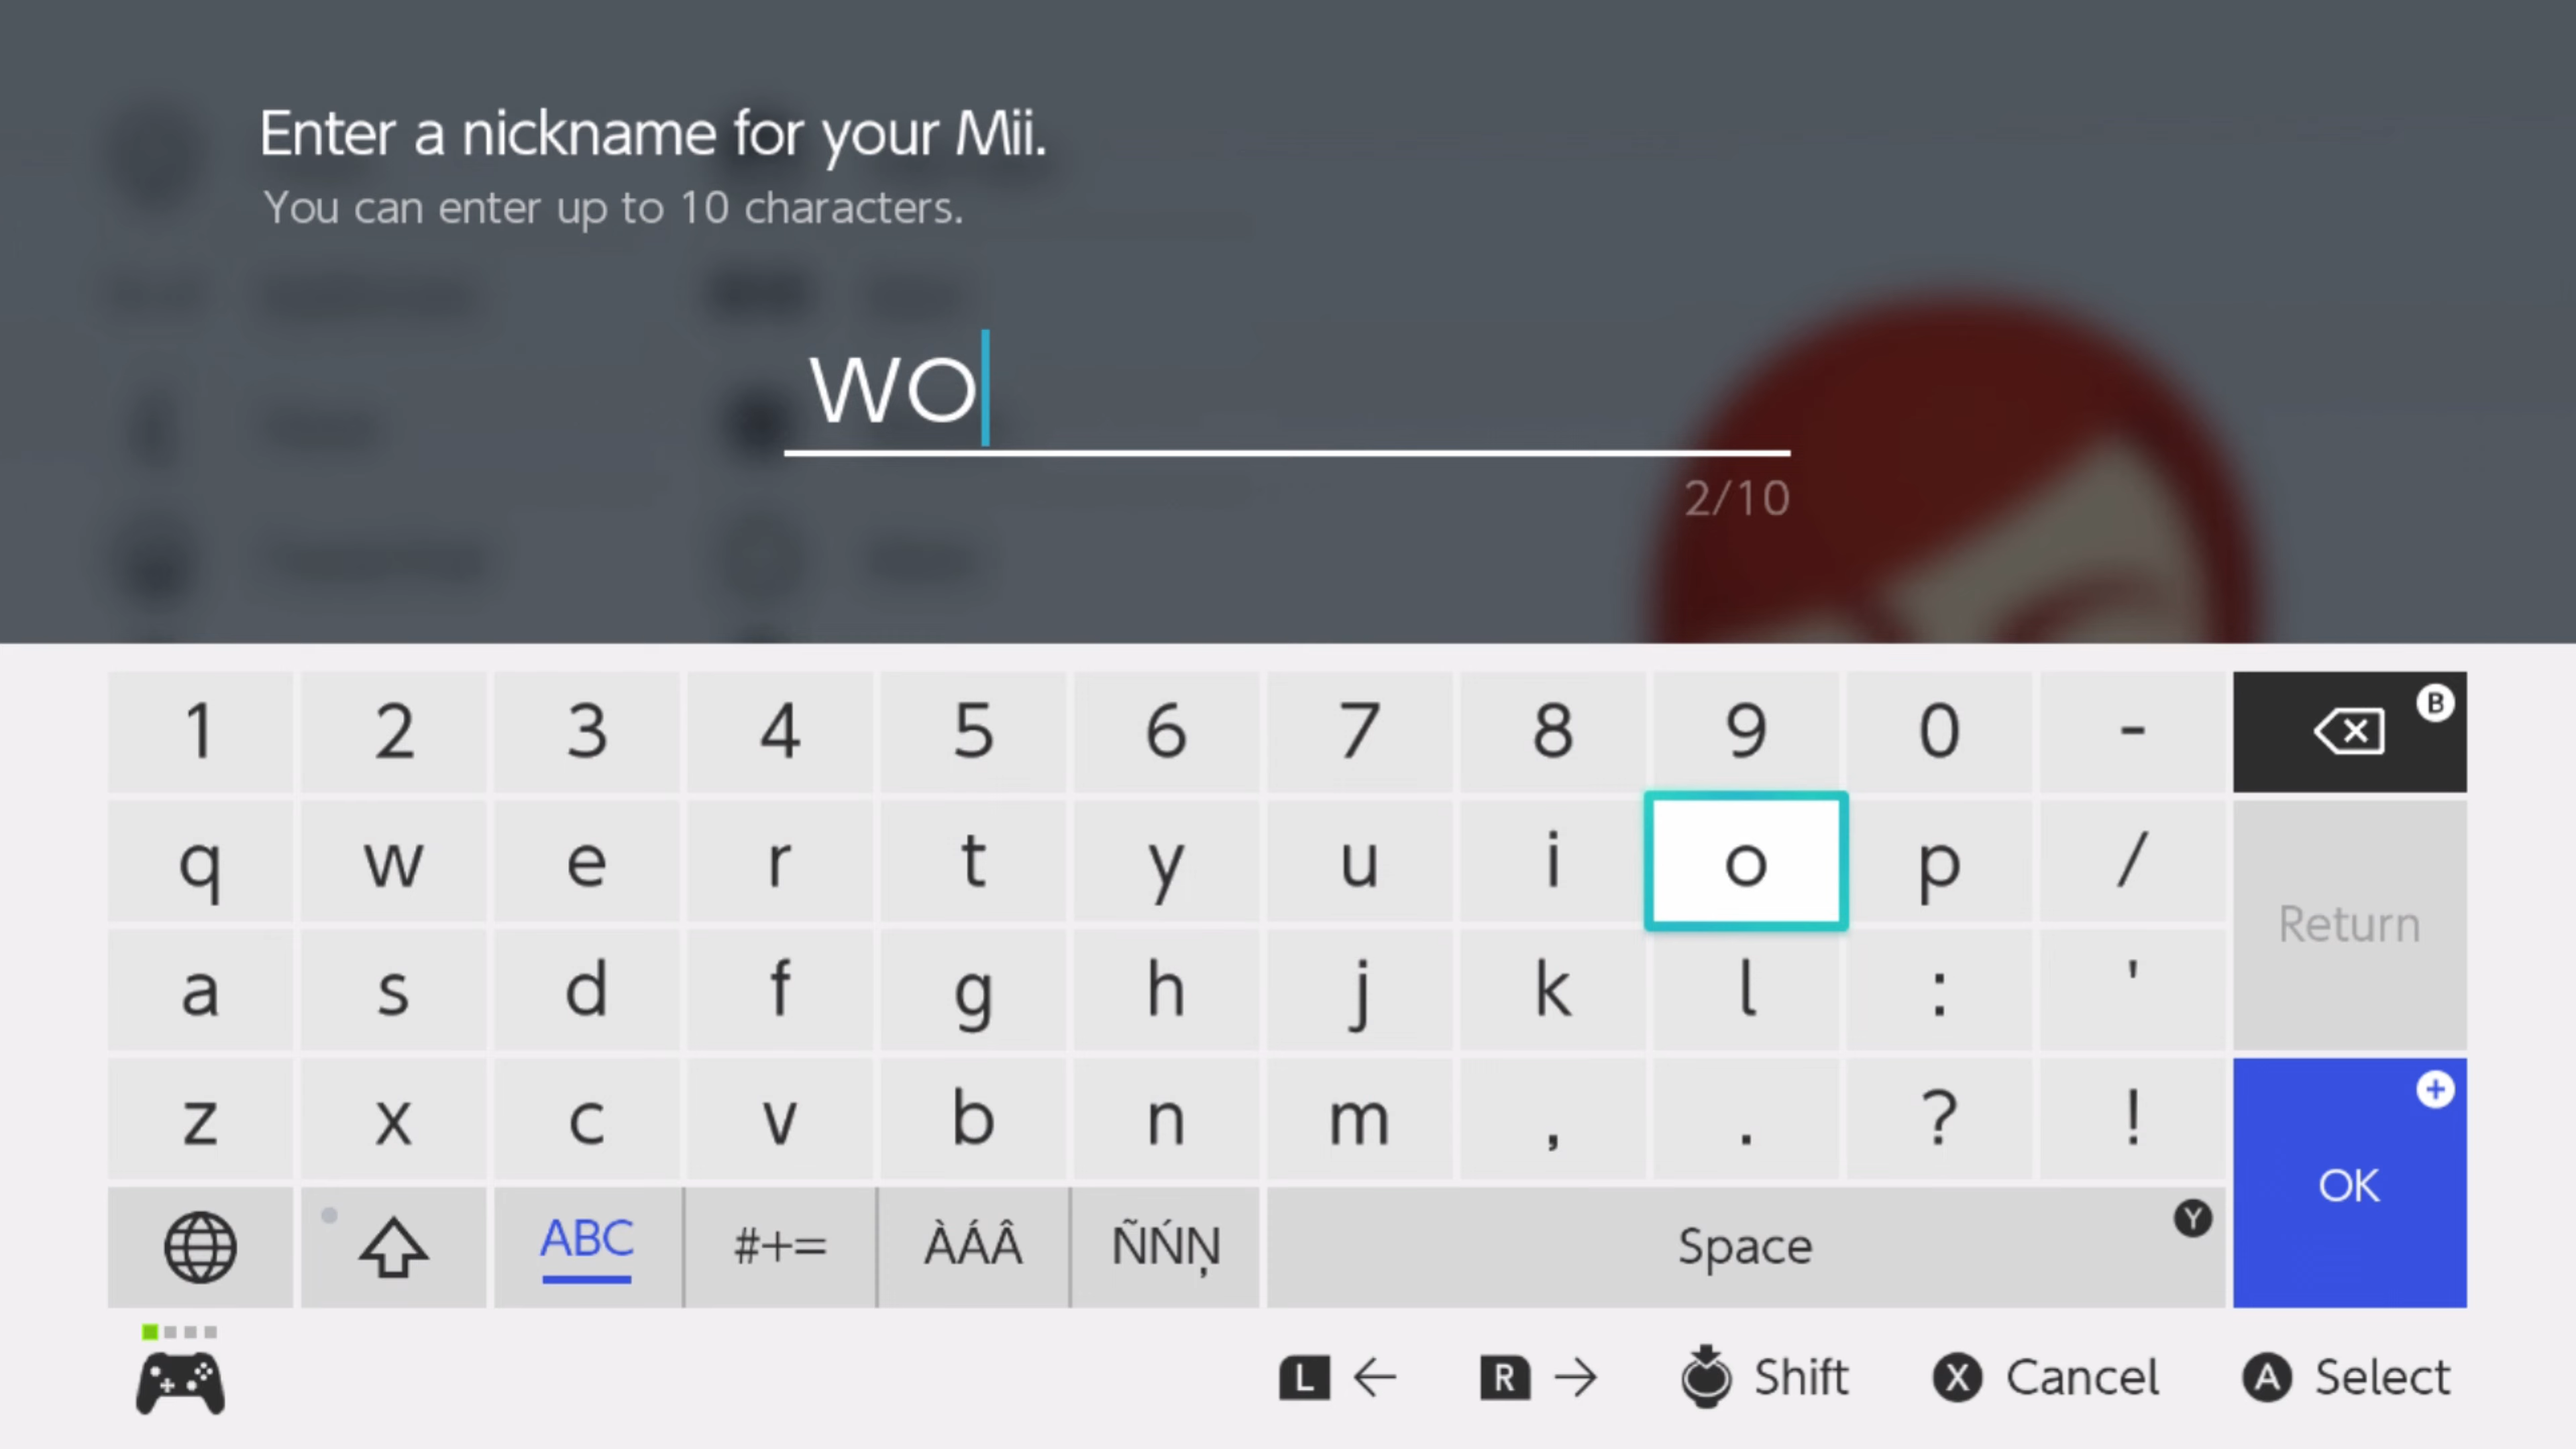 Enter a nickname for your Mii.
You can enter up to 10 characters.
WO
2/10
1 2 3 4 5 6 7 8 9 0 - B
q w e r t y u i o p / Return
a s d f g h j k l : '
z x c v b n m , . ? ! + OK
ABC #+= ÀÁÂ ÑŃŅ Space Y
L ← R → Shift X Cancel A Select